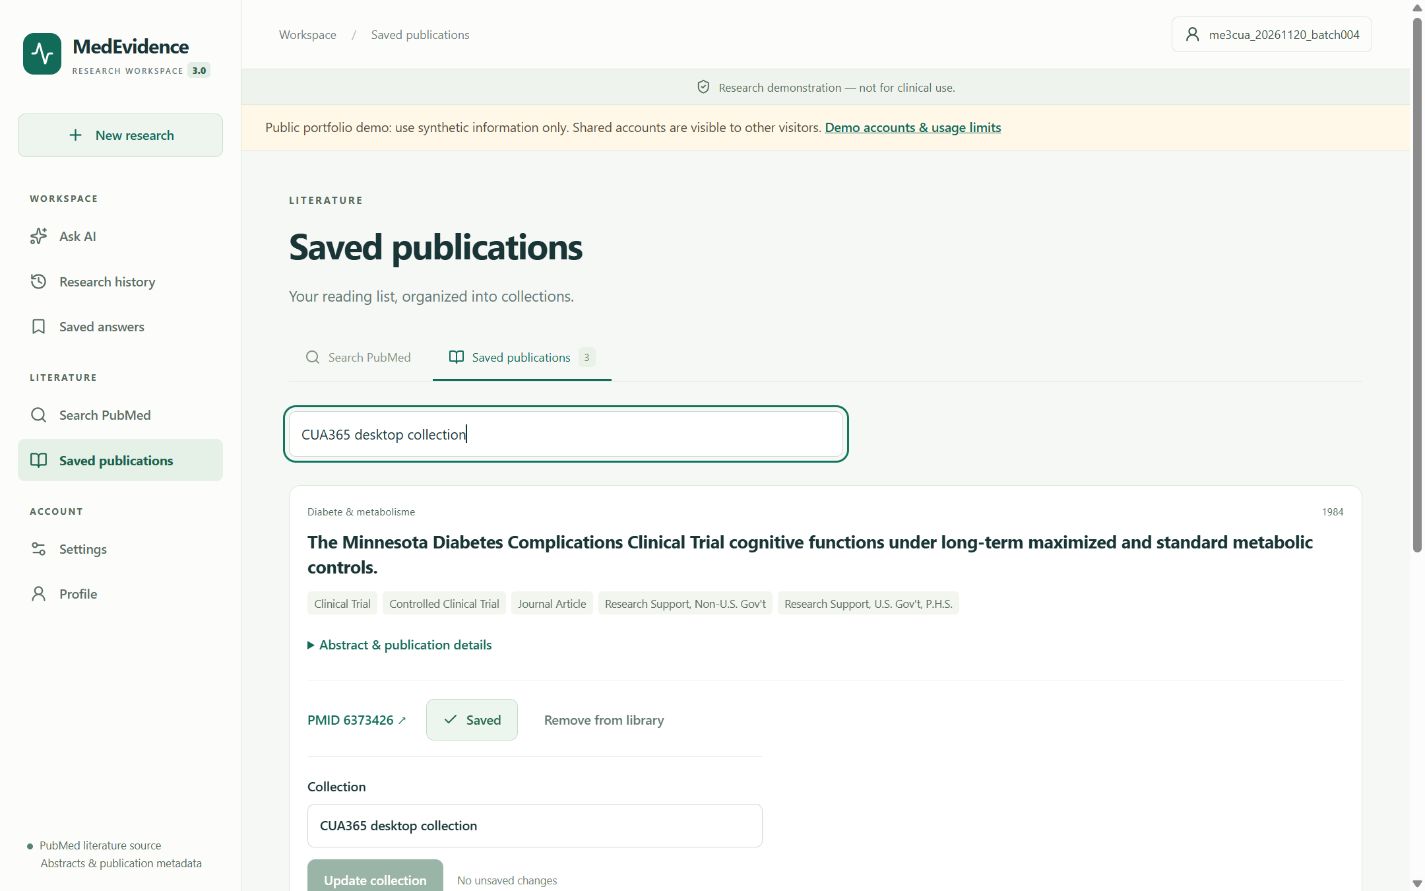 MedEvidence
RESEARCH WORKSPACE 3.0
New research
WORKSPACE
Ask AI
Research history
Saved answers
LITERATURE
Search PubMed
Saved publications
ACCOUNT
Settings
Profile
PubMed literature source
Abstracts & publication metadata
Workspace / Saved publications
me3cua_20261120_batch004
Research demonstration — not for clinical use.
Public portfolio demo: use synthetic information only. Shared accounts are visible to other visitors. Demo accounts & usage limits
LITERATURE
Saved publications
Your reading list, organized into collections.
Search PubMed
Saved publications 3
CUA365 desktop collection
Diabete & metabolisme 1984
The Minnesota Diabetes Complications Clinical Trial cognitive functions under long-term maximized and standard metabolic
controls.
Clinical Trial Controlled Clinical Trial Journal Article Research Support, Non-U.S. Gov't Research Support, U.S. Gov't, P.H.S.
Abstract & publication details
PMID 6373426 ↗ Saved Remove from library
Collection
CUA365 desktop collection
Update collection No unsaved changes